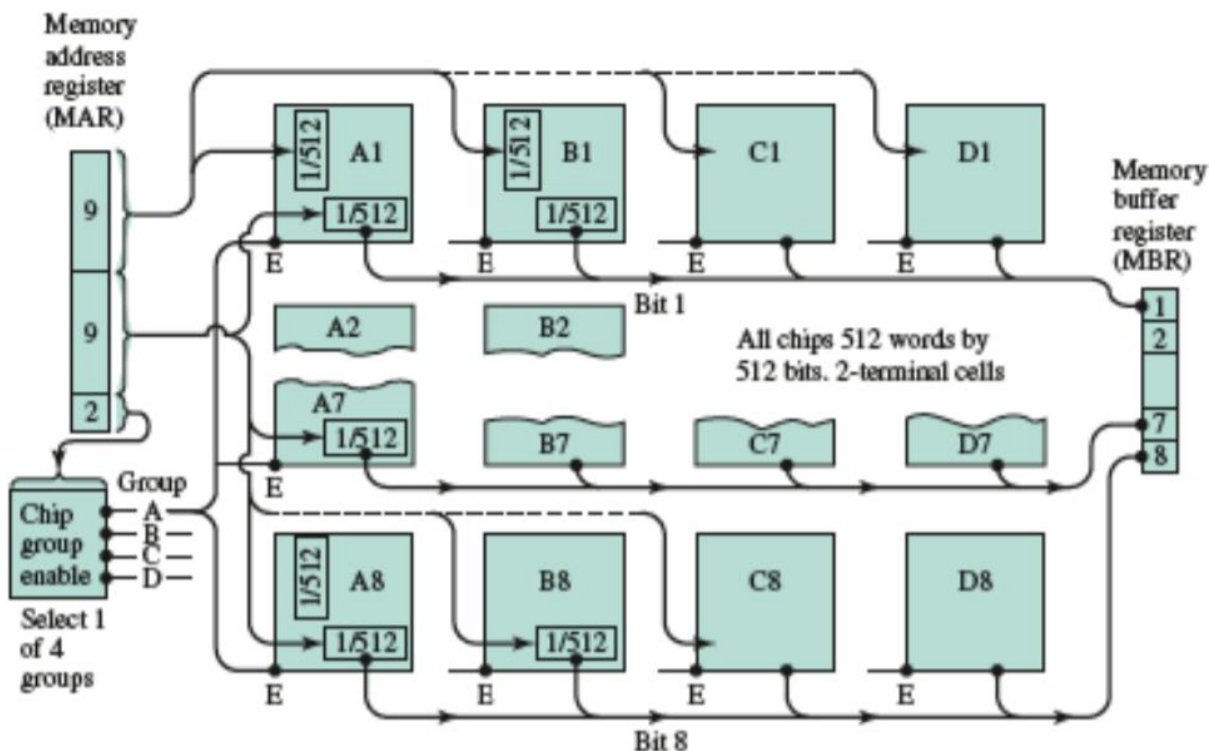 Memory
address
register
(MAR)
9
9
2
Chip
group
enable
Group
A
B
C
D
Select 1
of 4
groups
1/512
A1
1/512
E
1/512
B1
1/512
E
C1
E
D1
E
Bit 1
A2
B2
All chips 512 words by
512 bits. 2-terminal cells
A7
1/512
E
B7
C7
D7
1/512
A8
1/512
E
B8
1/512
E
C8
E
D8
E
Bit 8
Memory
buffer
register
(MBR)
1
2
7
8